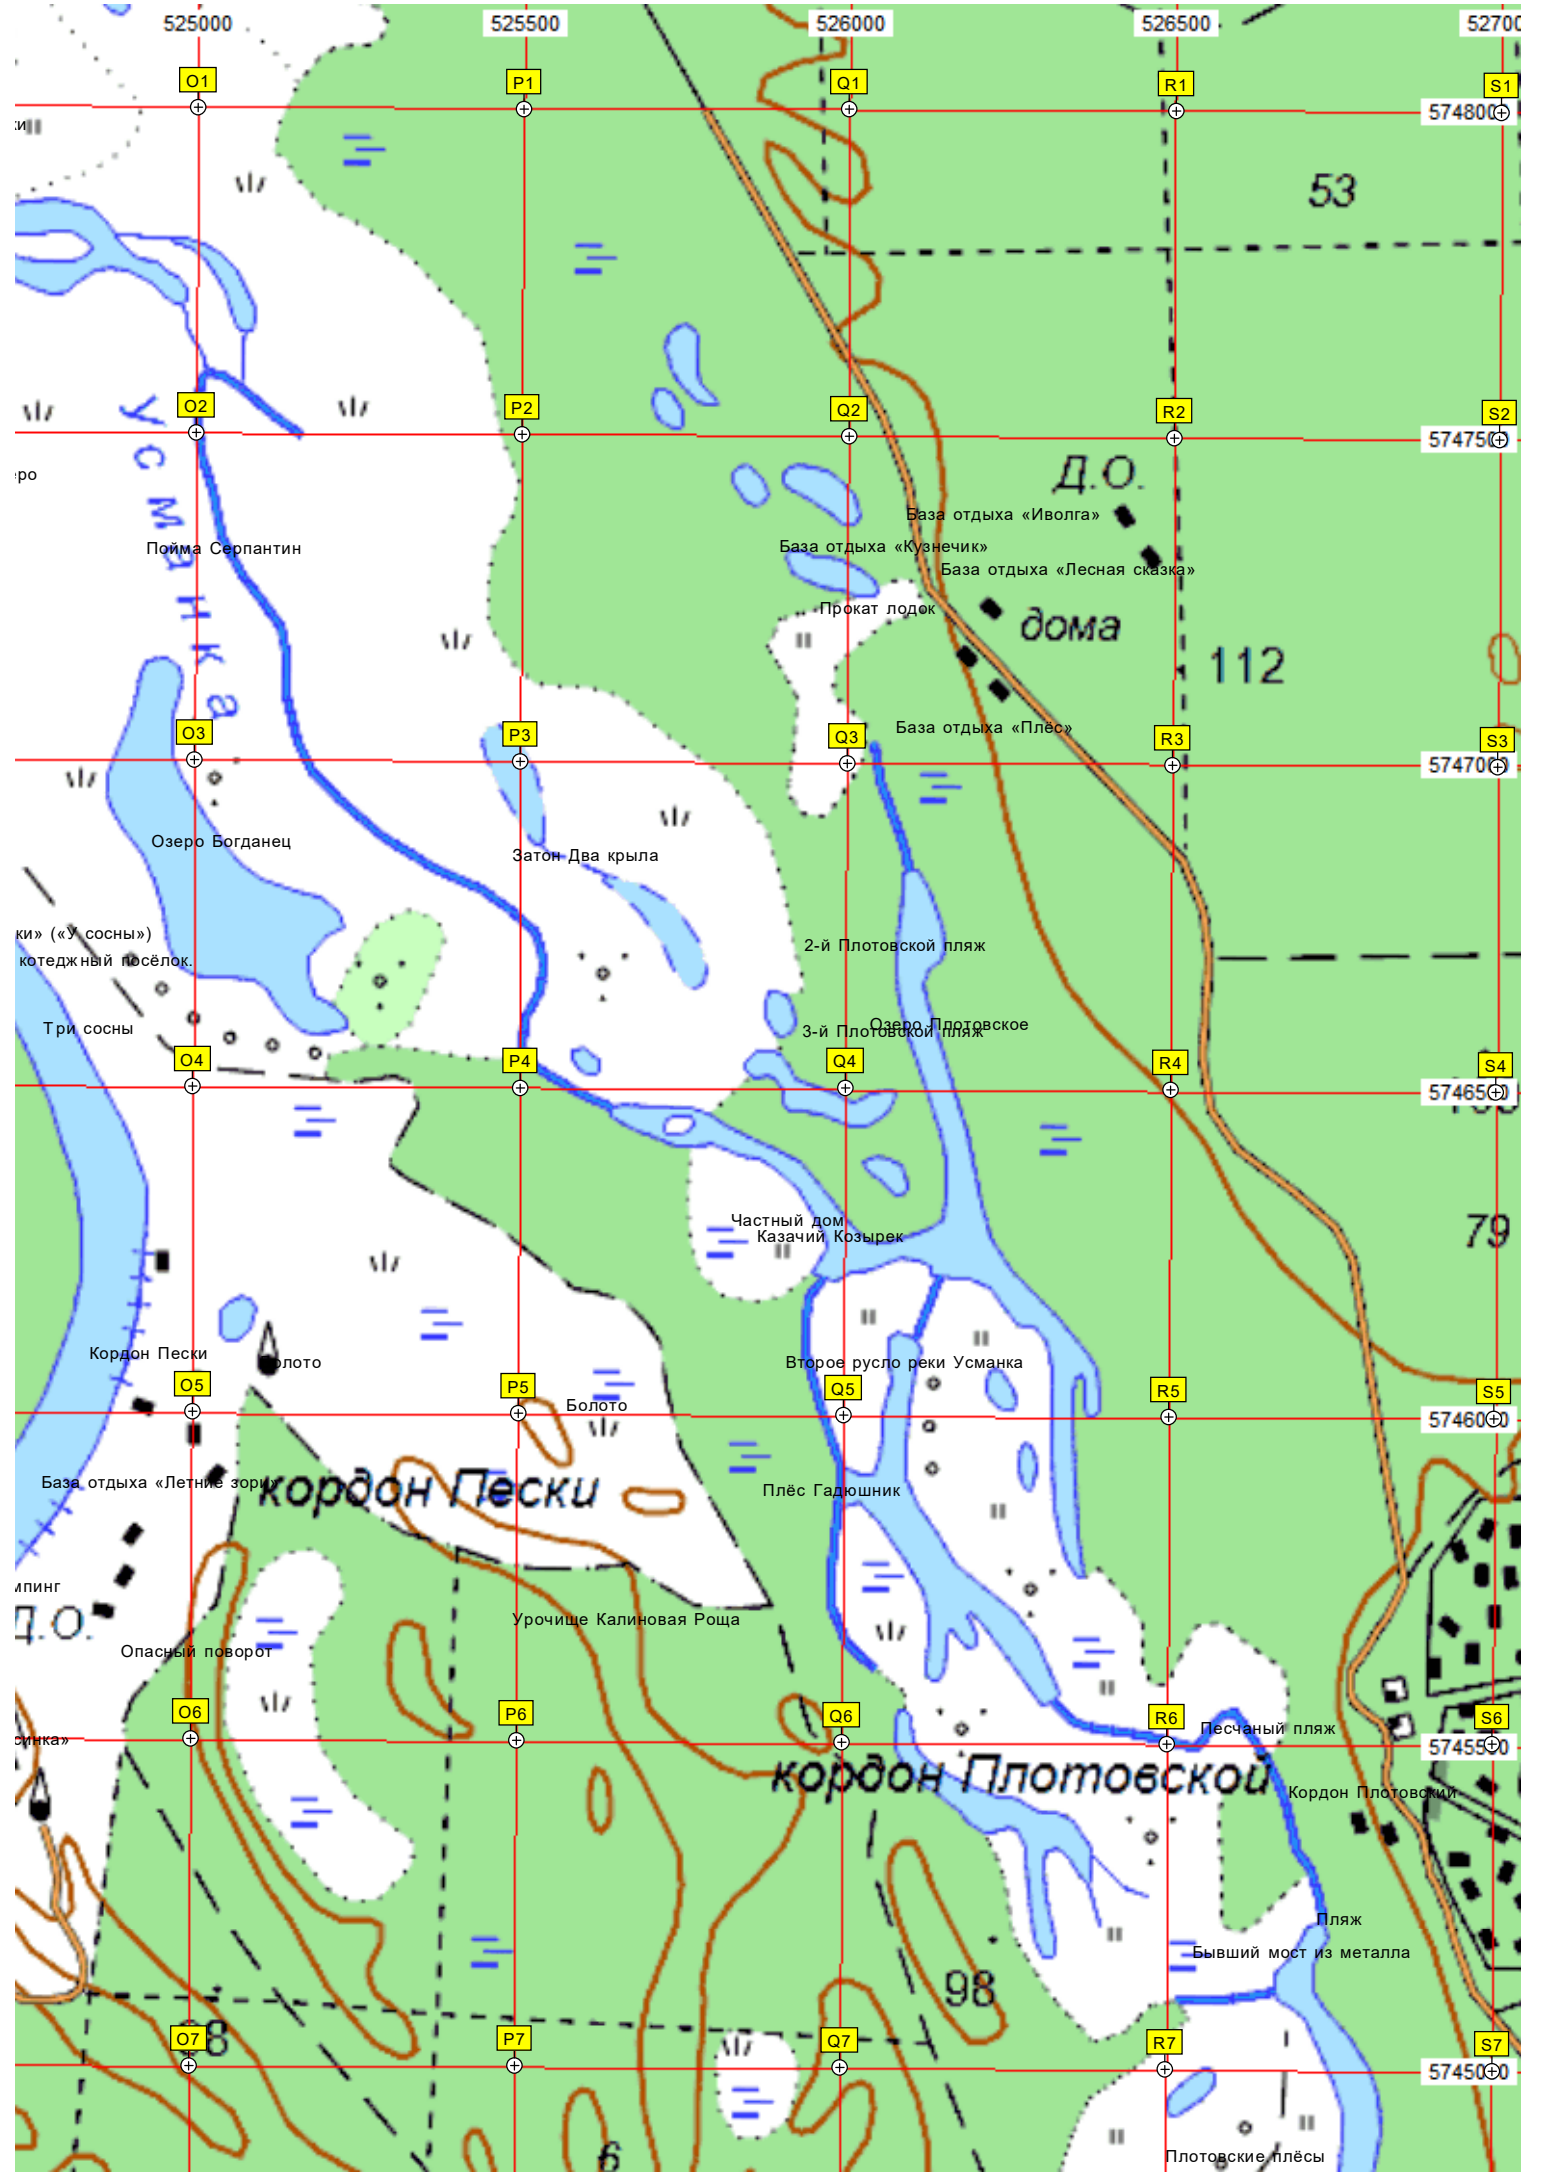 525000 525500 526000 526500
O1 P1 Q1 R1 S1
5748000
53
O2 P2 Q2 R2 S2
5747500
Усманка
Д.О.
База отдыха «Иволга»
Пойма Серпантин
База отдыха «Кузнечик»
База отдыха «Лесная сказка»
Прокат лодок
дома
112
База отдыха «Плёс»
O3 P3 Q3 R3 S3
5747000
Озеро Богданец
Затон Два крыла
ки» («У сосны»)
2-й Плотовской пляж
котеджный посёлок.
Озеро Плотовское
Три сосны
3-й Плотовской пляж
O4 P4 Q4 R4 S4
5746500
Частный дом
79
Казачий Козырек
Кордон Пески
Болото
Второе русло реки Усманка
O5 P5 Q5 R5 S5
Болото
5746000
База отдыха «Летние зори»
кордон Пески
Плёс Гадюшник
Д.О.
Урочище Калиновая Роща
Опасный поворот
O6 P6 Q6 R6 S6
Песчаный пляж
5745500
кордон Плотовской
Кордон Плотовский
Пляж
Бывший мост из металла
98
O7 P7 Q7 R7 S7
5745000
Плотовские плёсы
6